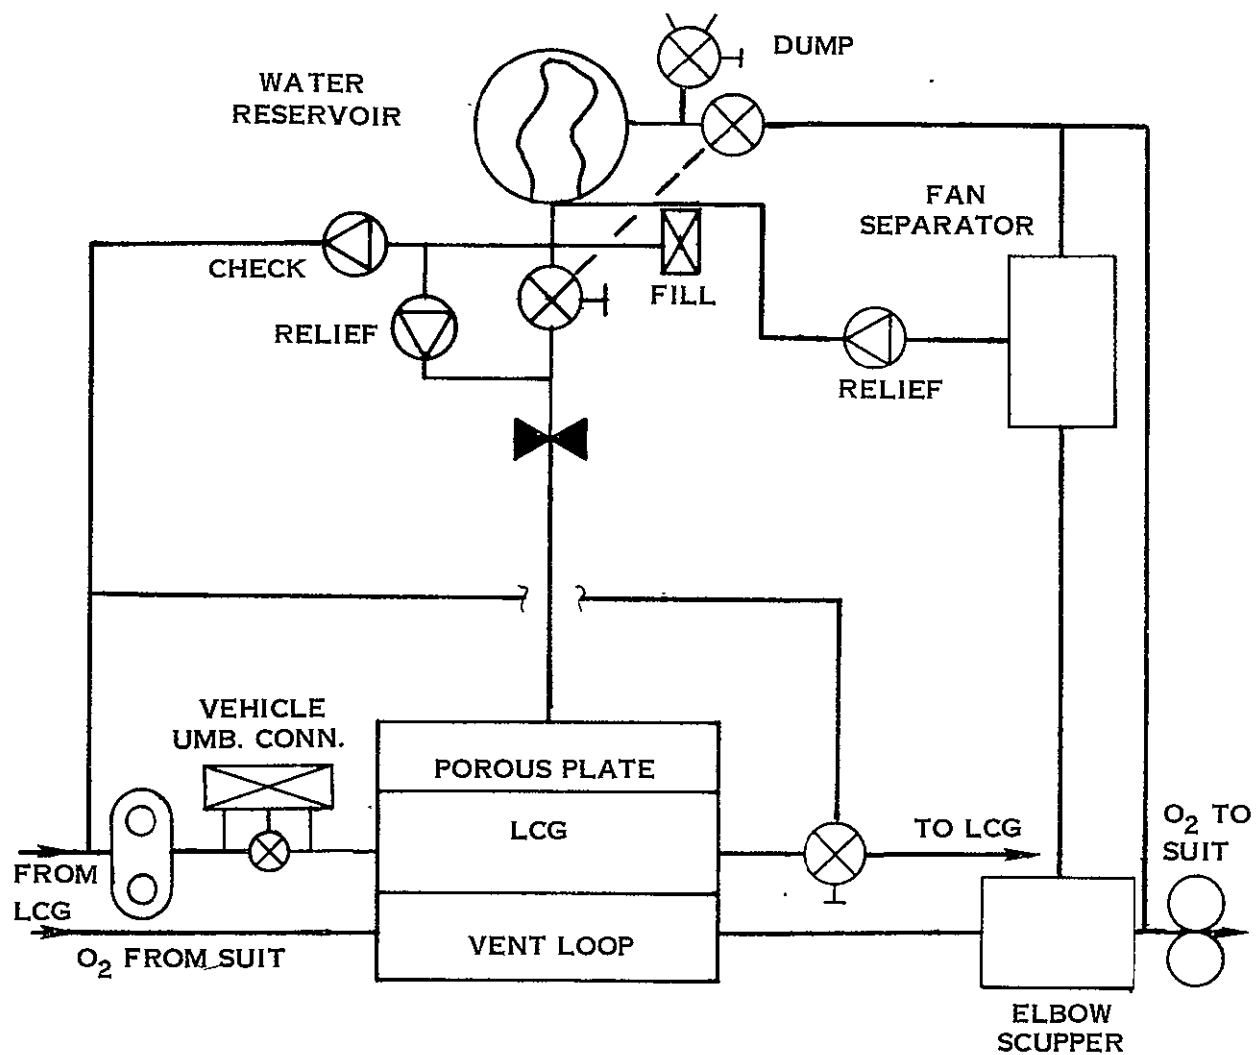 DUMP
WATER
RESERVOIR
FAN
SEPARATOR
CHECK
FILL
RELIEF
RELIEF
VEHICLE
UMB. CONN.
POROUS PLATE
LCG
TO LCG
O2 TO
SUIT
FROM
LCG
O2 FROM SUIT
VENT LOOP
ELBOW
SCUPPER